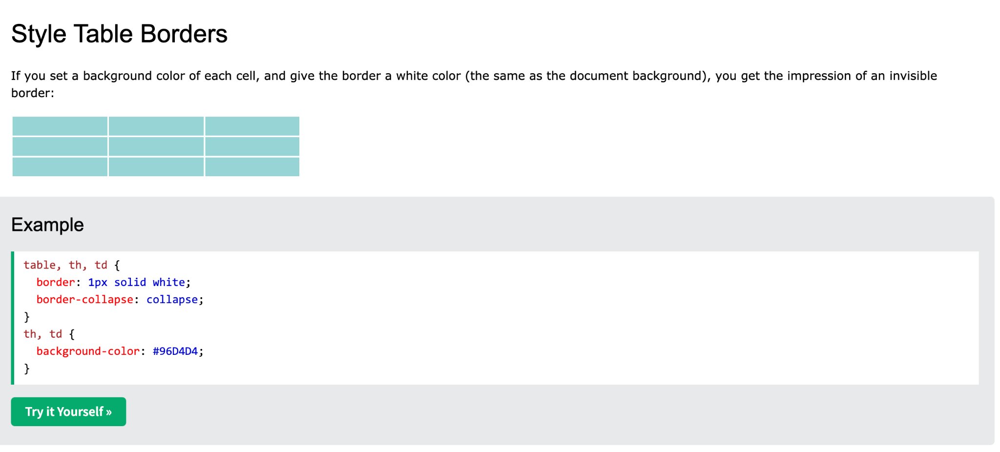 Style Table Borders
If you set a background color of each cell, and give the border a white color (the same as the document background), you get the impression of an invisible
border:
Example
table, th, td {
  border: 1px solid white;
  border-collapse: collapse;
}
th, td {
  background-color: #96D4D4;
}
Try it Yourself »